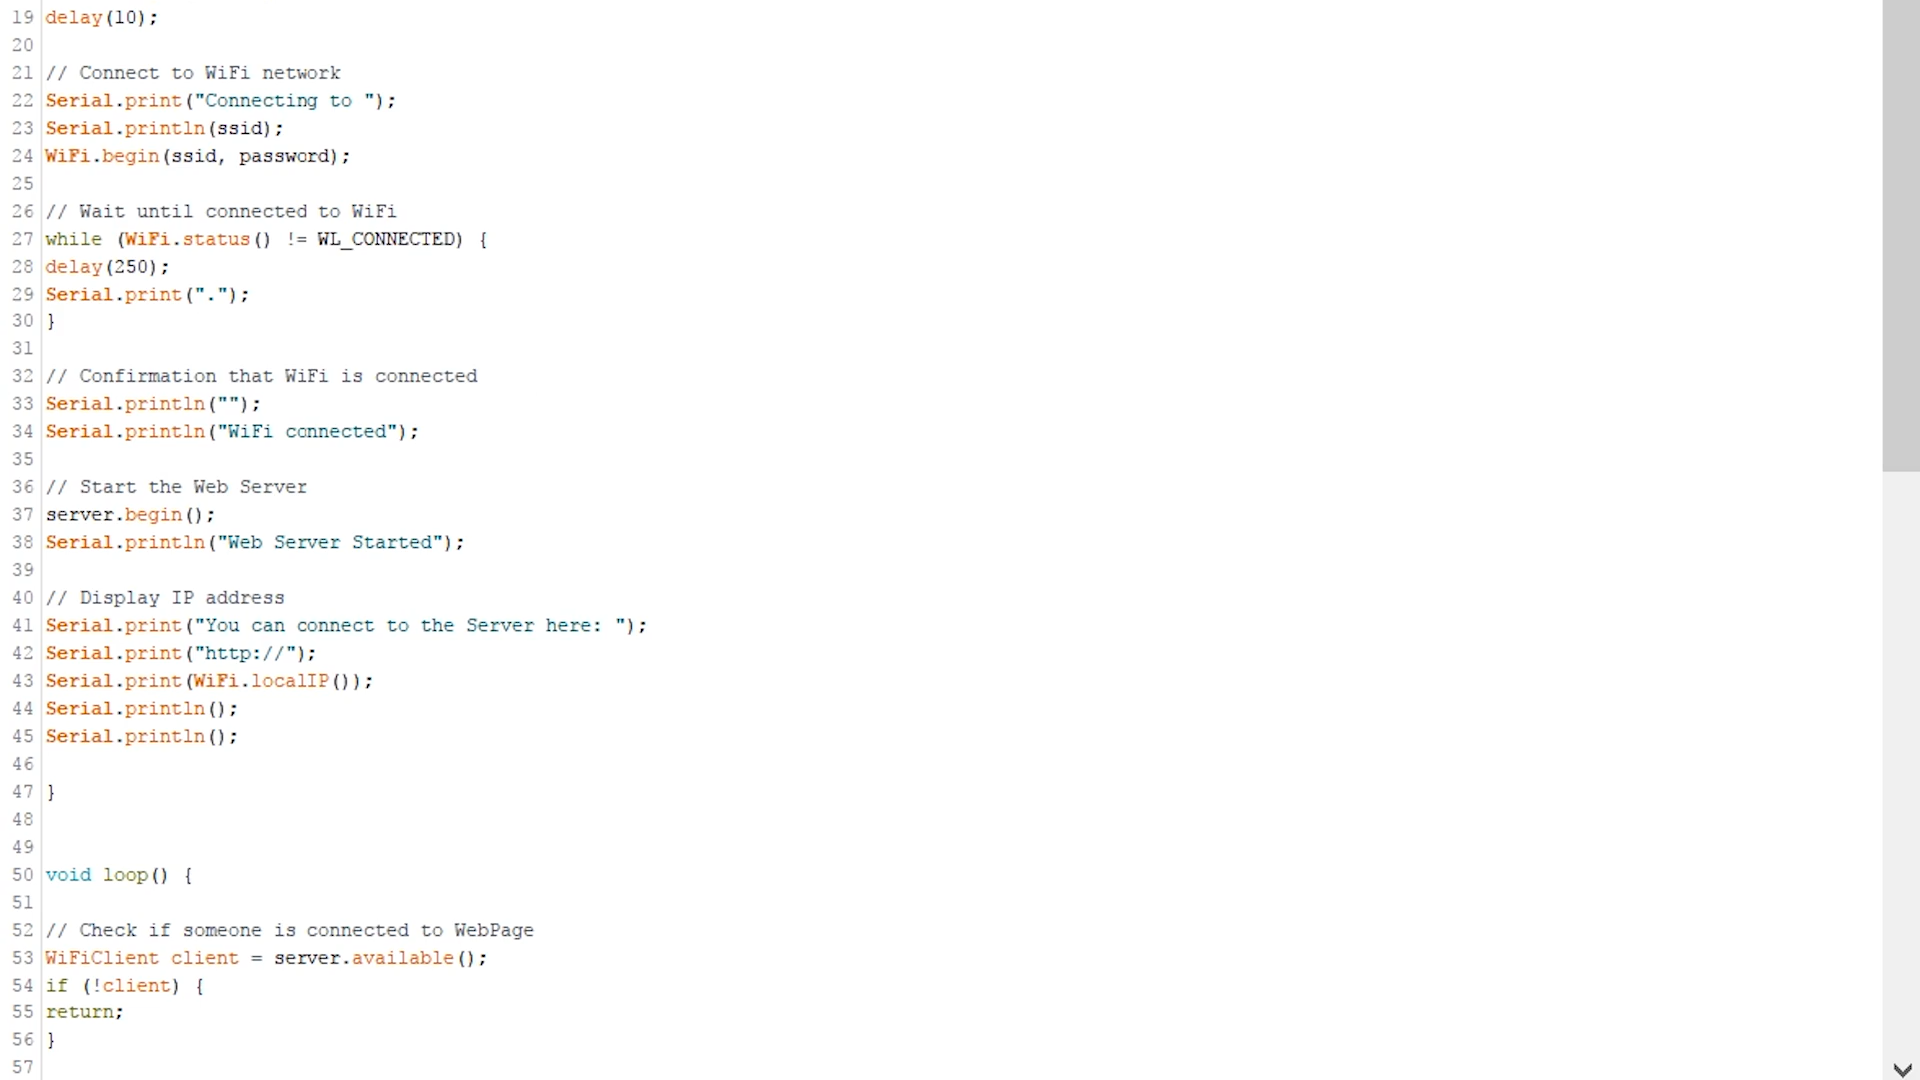 19 delay(10);
20
21 // Connect to WiFi network
22 Serial.print("Connecting to ");
23 Serial.println(ssid);
24 WiFi.begin(ssid, password);
25
26 // Wait until connected to WiFi
27 while (WiFi.status() != WL_CONNECTED) {
28 delay(250);
29 Serial.print(".");
30 }
31
32 // Confirmation that WiFi is connected
33 Serial.println("");
34 Serial.println("WiFi connected");
35
36 // Start the Web Server
37 server.begin();
38 Serial.println("Web Server Started");
39
40 // Display IP address
41 Serial.print("You can connect to the Server here: ");
42 Serial.print("http://");
43 Serial.print(WiFi.localIP());
44 Serial.println();
45 Serial.println();
46
47 }
48
49
50 void loop() {
51
52 // Check if someone is connected to WebPage
53 WiFiClient client = server.available();
54 if (!client) {
55 return;
56 }
57